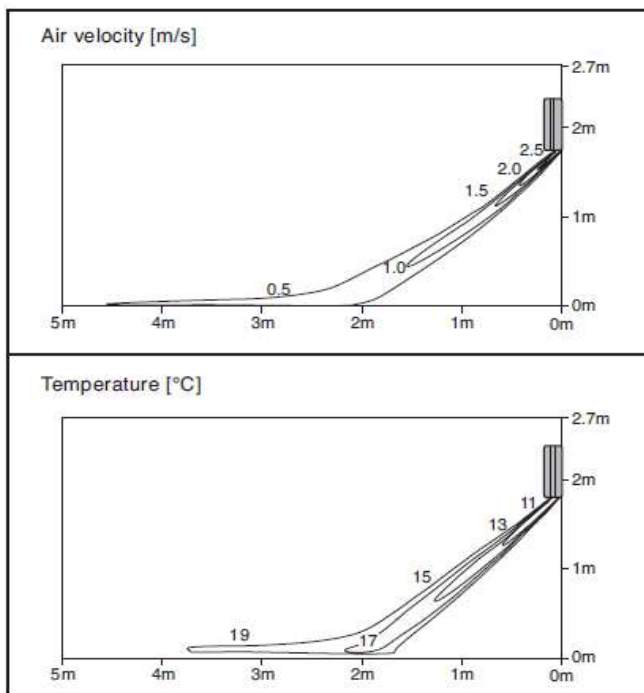 Air velocity [m/s]
2.7m
2m
2.5
2.0
1.5
1m
1.0
0.5
0m
5m 4m 3m 2m 1m 0m
Temperature [°C]
2.7m
2m
11
13
15
1m
19
17
0m
5m 4m 3m 2m 1m 0m